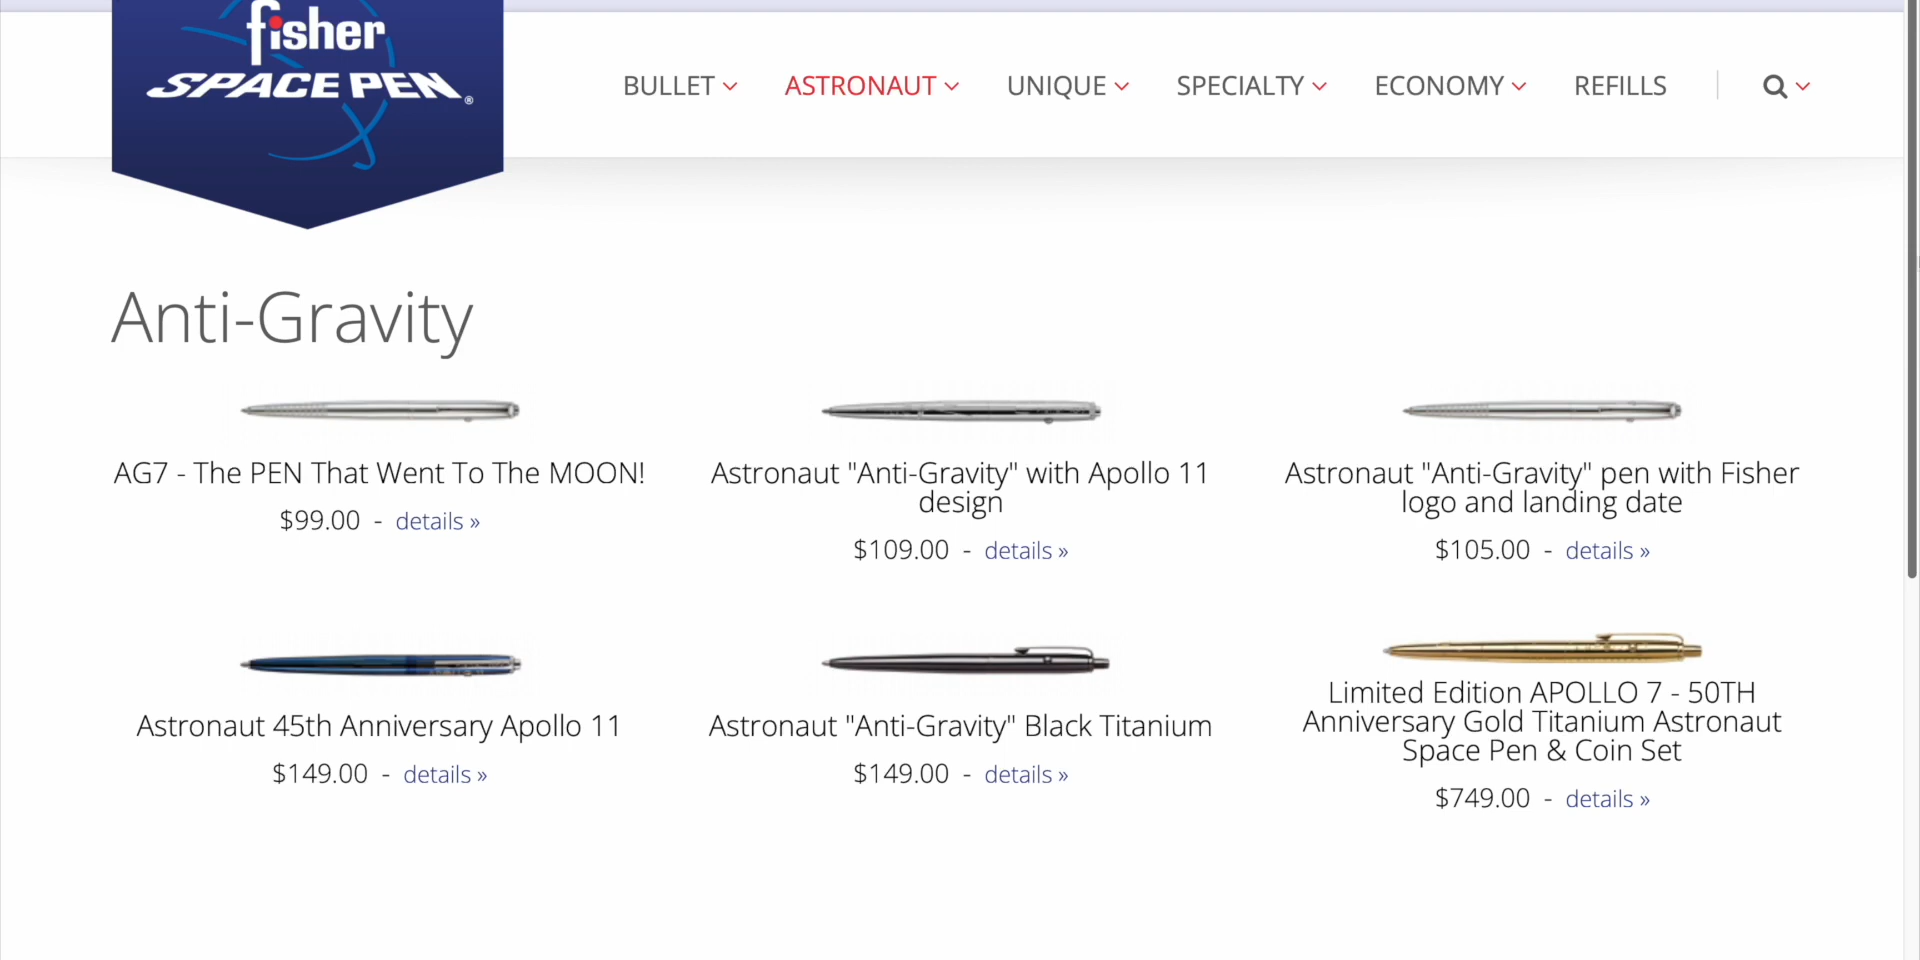 fisher
SPACE PEN®
BULLET
ASTRONAUT
UNIQUE
SPECIALTY
ECONOMY
REFILLS
Anti-Gravity
AG7 - The PEN That Went To The MOON!
$99.00 - details »
Astronaut "Anti-Gravity" with Apollo 11
design
$109.00 - details »
Astronaut "Anti-Gravity" pen with Fisher
logo and landing date
$105.00 - details »
Astronaut 45th Anniversary Apollo 11
$149.00 - details »
Astronaut "Anti-Gravity" Black Titanium
$149.00 - details »
Limited Edition APOLLO 7 - 50TH
Anniversary Gold Titanium Astronaut
Space Pen & Coin Set
$749.00 - details »